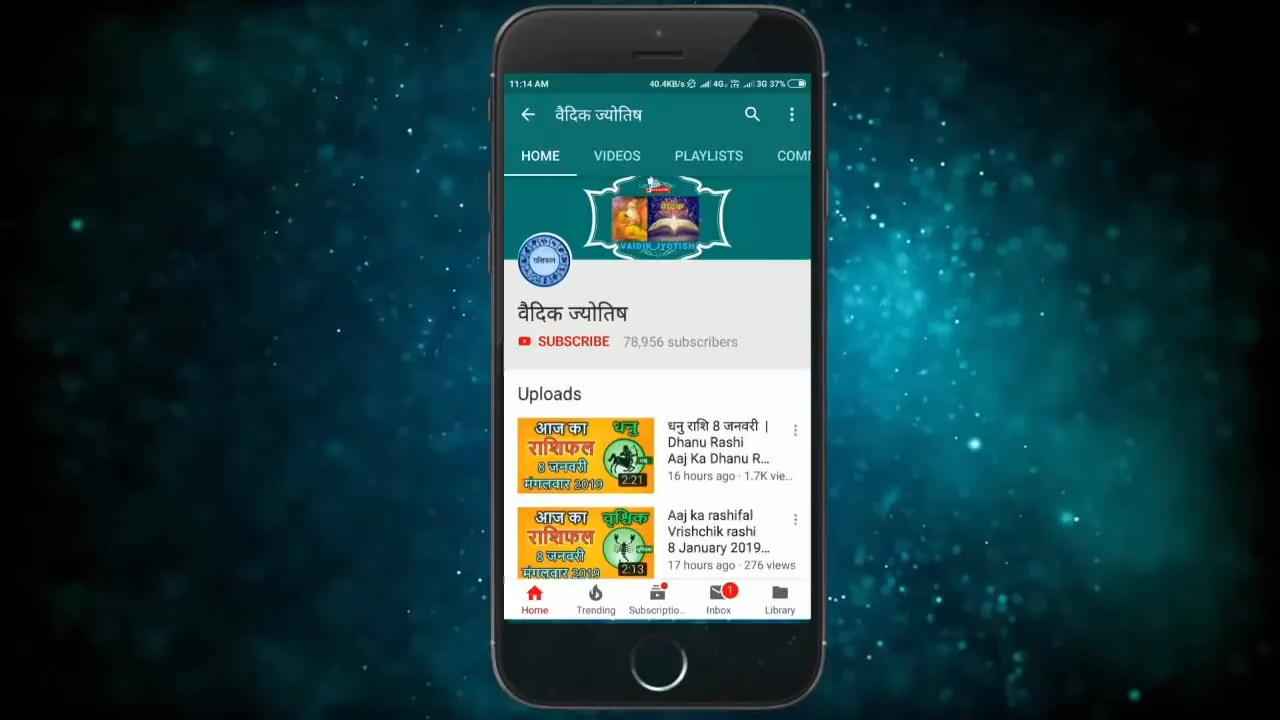 11:14 AM
40.4KB/s 4G 3G 37%
वैदिक ज्योतिष
HOME VIDEOS PLAYLISTS COMM
वैदिक
VAIDIK JYOTISH
राशिफल
वैदिक ज्योतिष
SUBSCRIBE 78,956 subscribers
Uploads
आज का धनु
राशिफल
8 जनवरी
मंगलवार 2019
2:21
धनु राशि 8 जनवरी |
Dhanu Rashi
Aaj Ka Dhanu R...
16 hours ago · 1.7K vie...
आज का वृश्चिक
राशिफल
8 जनवरी
मंगलवार 2019
2:13
Aaj ka rashifal
Vrishchik rashi
8 January 2019...
17 hours ago · 276 views
1
Home Trending Subscriptio... Inbox Library